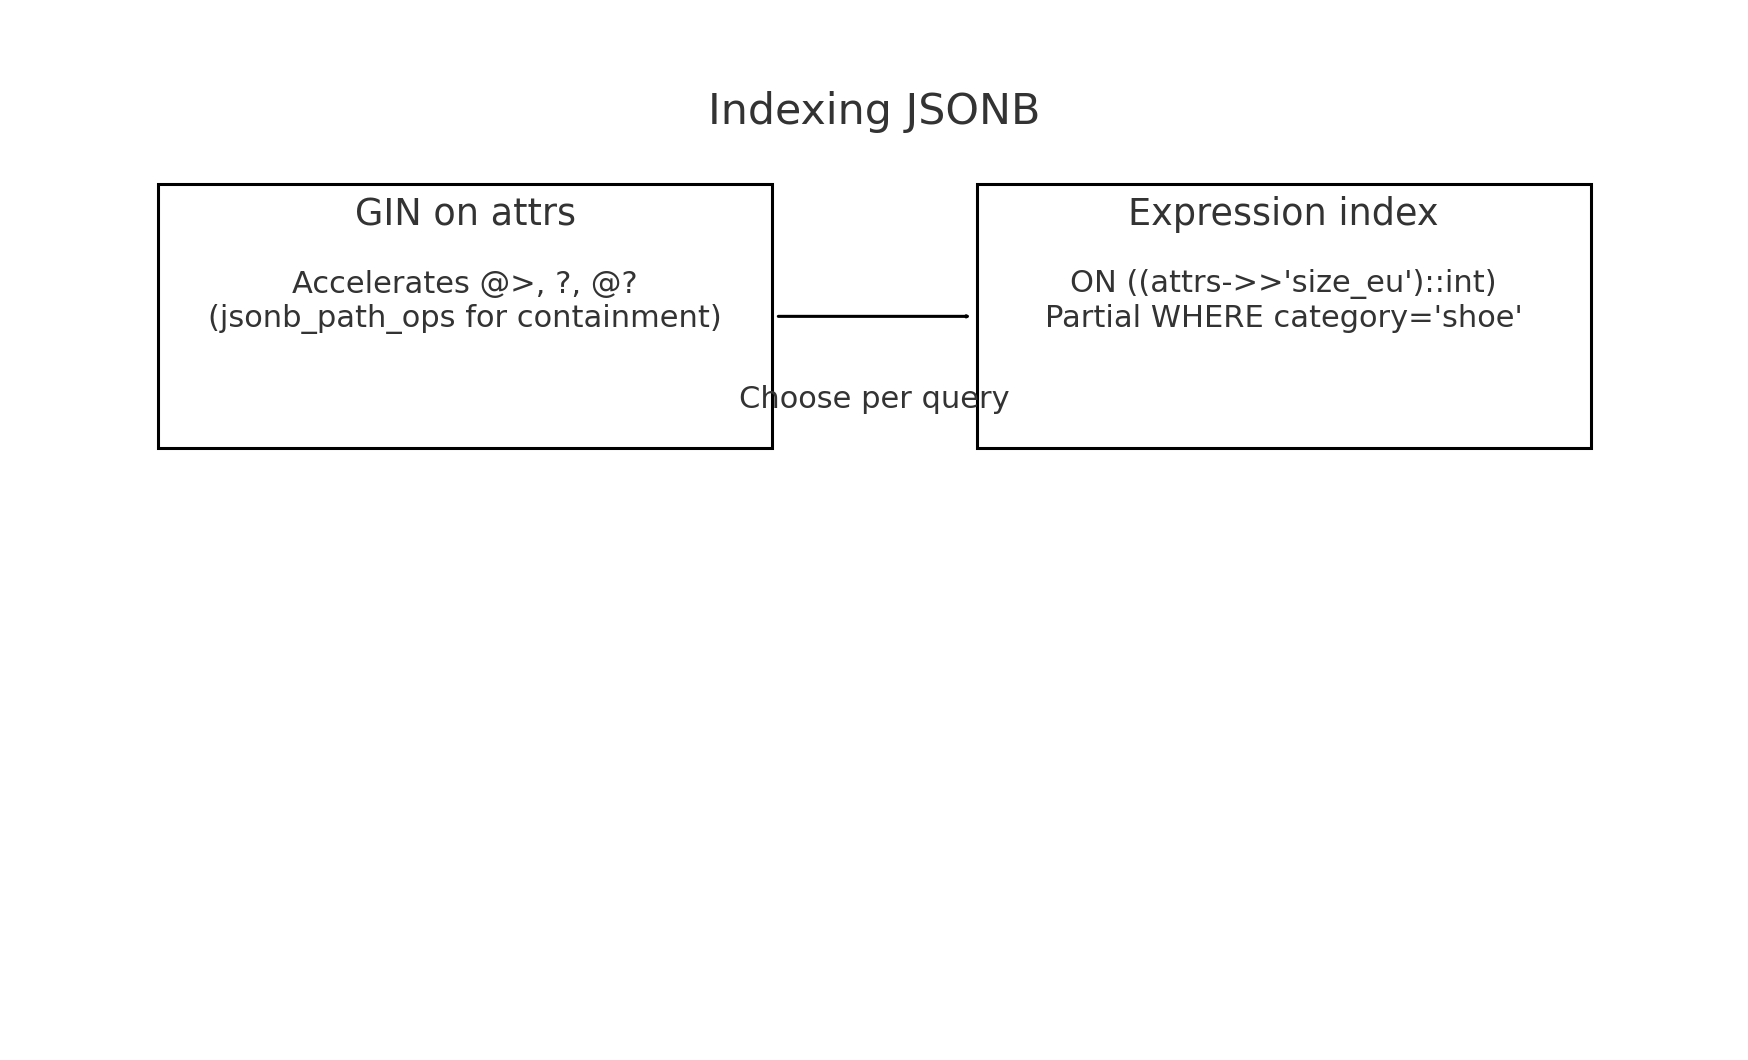 Indexing JSONB
GIN on attrs
Accelerates @>, ?, @?
(jsonb_path_ops for containment)
Choose per query
Expression index
ON ((attrs->>'size_eu')::int)
Partial WHERE category='shoe'